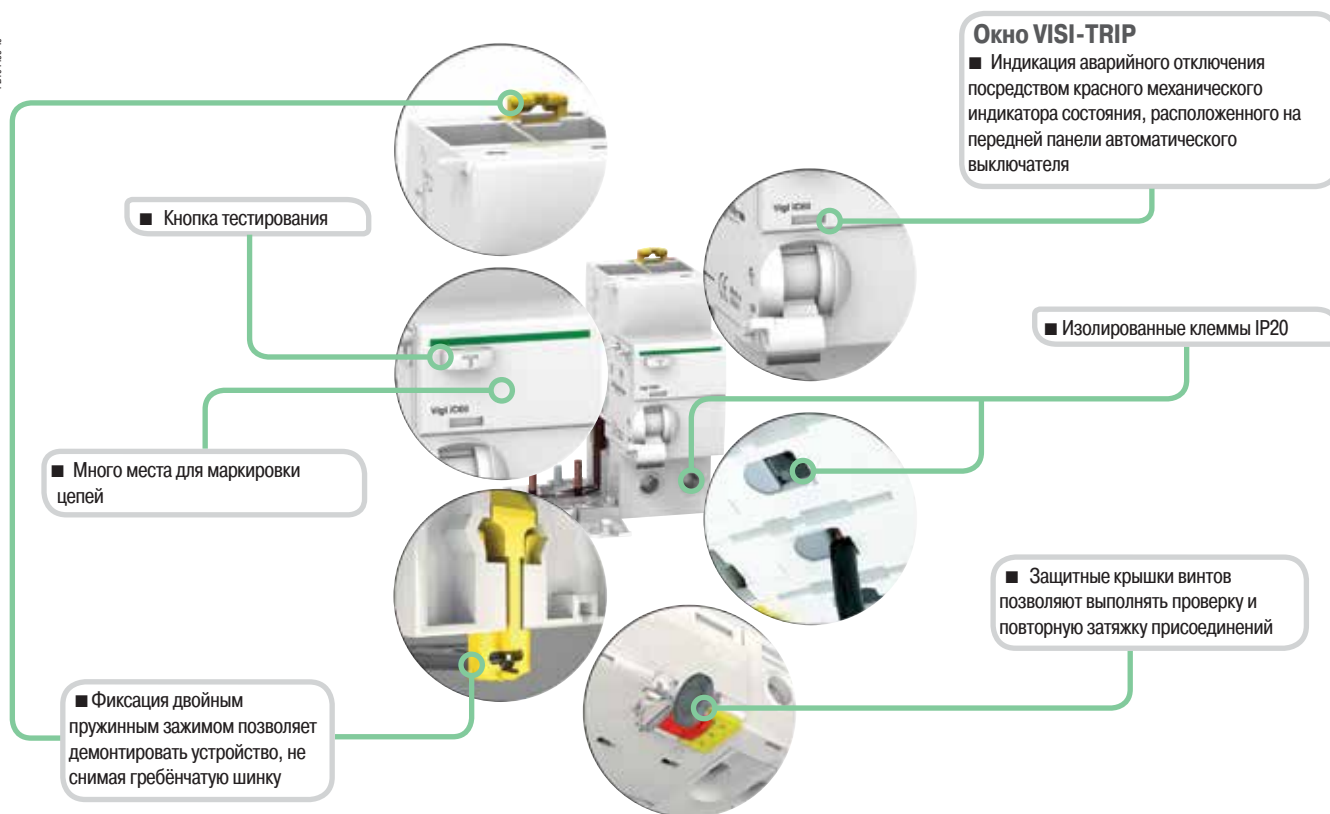 Окно VISI-TRIP
■ Индикация аварийного отключения
посредством красного механического
индикатора состояния, расположенного на
передней панели автоматического
выключателя
■ Кнопка тестирования
Vigi iC60
■ Изолированные клеммы IP20
Vigi iC60
■ Много места для маркировки
цепей
■ Защитные крышки винтов
позволяют выполнять проверку и
повторную затяжку присоединений
■ Фиксация двойным
пружинным зажимом позволяет
демонтировать устройство, не
снимая гребёнчатую шинку